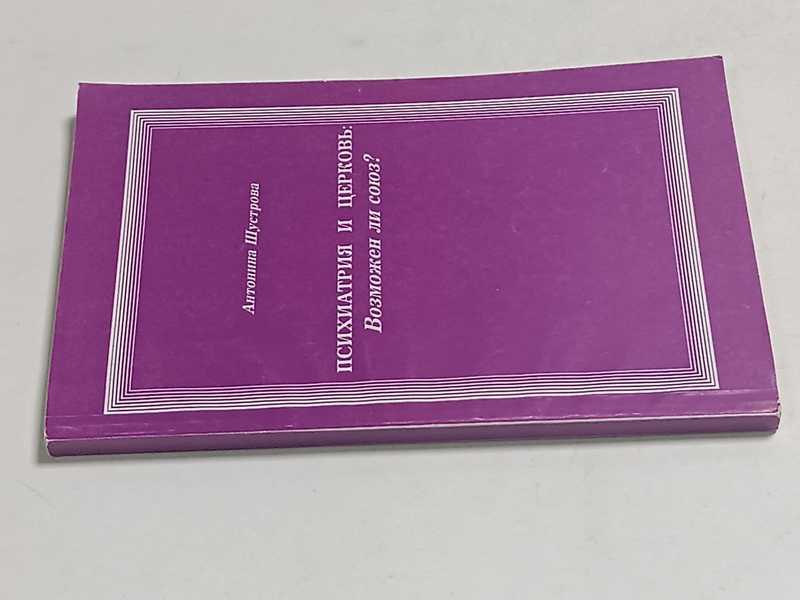 Антонина Шустрова
ПСИХИАТРИЯ И ЦЕРКОВЬ:
Возможен ли союз?